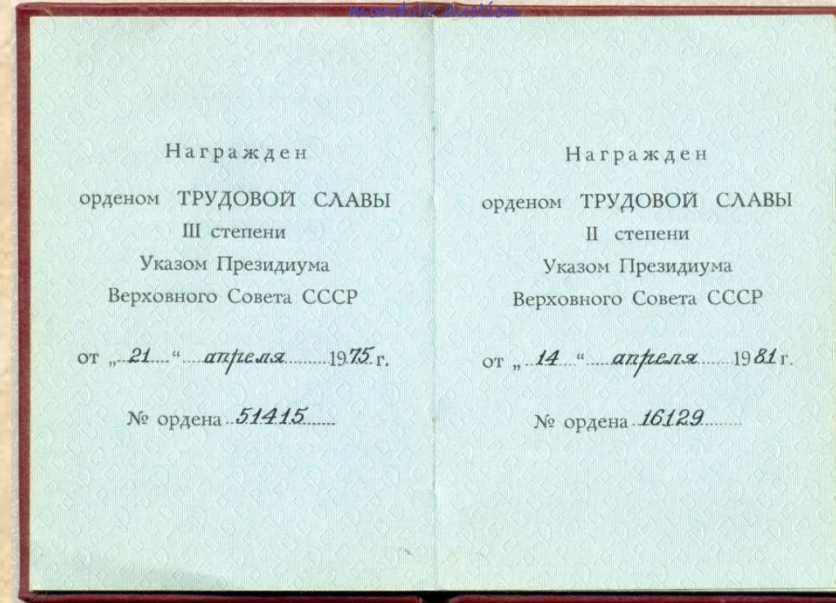 Награжден
орденом ТРУДОВОЙ СЛАВЫ
III степени
Указом Президиума
Верховного Совета СССР
от „ 21 “ апреля 1975 г.
№ ордена 51415
Награжден
орденом ТРУДОВОЙ СЛАВЫ
II степени
Указом Президиума
Верховного Совета СССР
от „ 14 “ апреля 1981 г.
№ ордена 16129